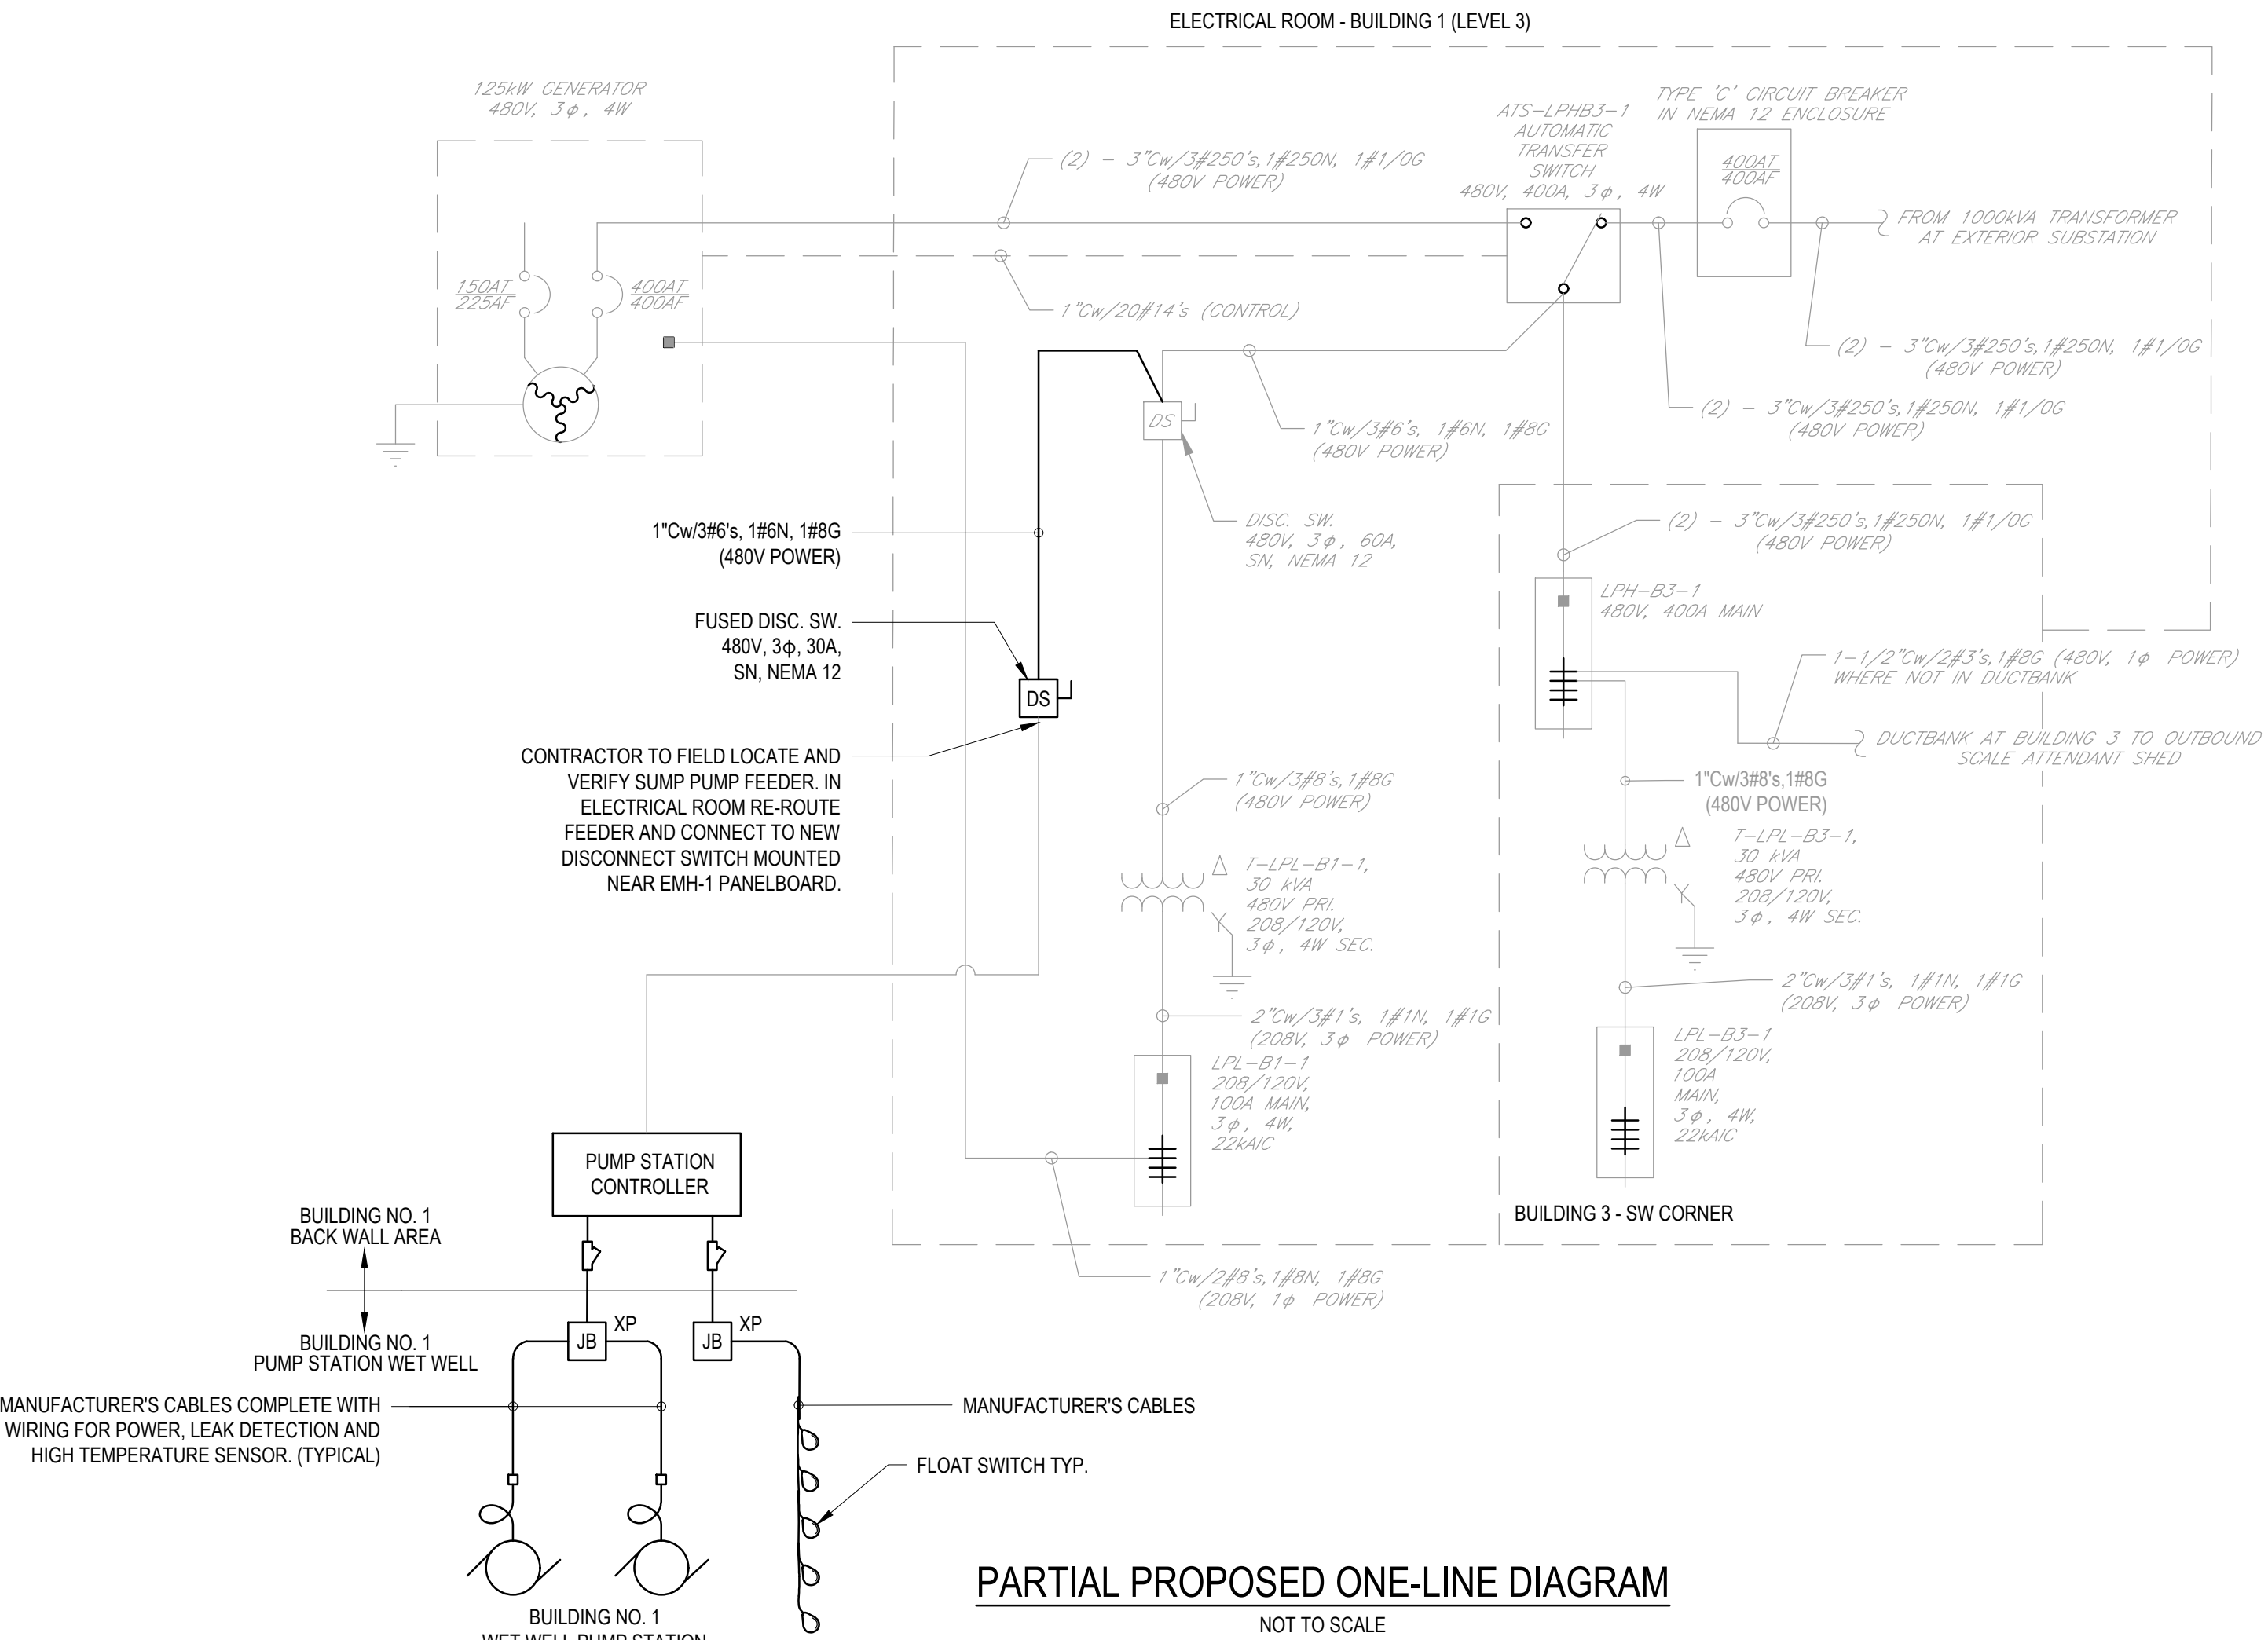 ELECTRICAL ROOM - BUILDING 1 (LEVEL 3)
125kW GENERATOR
480V, 3ϕ, 4W
150AT
225AF
400AT
400AF
(2) - 3"Cw/3#250's, 1#250N, 1#1/0G
(480V POWER)
1"Cw/20#14's (CONTROL)
ATS-LPHB3-1
AUTOMATIC
TRANSFER
SWITCH
480V, 400A, 3ϕ, 4W
TYPE 'C' CIRCUIT BREAKER
IN NEMA 12 ENCLOSURE
400AT
400AF
FROM 1000kVA TRANSFORMER
AT EXTERIOR SUBSTATION
(2) - 3"Cw/3#250's, 1#250N, 1#1/0G
(480V POWER)
(2) - 3"Cw/3#250's, 1#250N, 1#1/0G
(480V POWER)
DS
1"Cw/3#6's, 1#6N, 1#8G
(480V POWER)
DISC. SW.
480V, 3ϕ, 60A,
SN, NEMA 12
1"Cw/3#6's, 1#6N, 1#8G
(480V POWER)
FUSED DISC. SW.
480V, 3ϕ, 30A,
SN, NEMA 12
DS
CONTRACTOR TO FIELD LOCATE AND
VERIFY SUMP PUMP FEEDER. IN
ELECTRICAL ROOM RE-ROUTE
FEEDER AND CONNECT TO NEW
DISCONNECT SWITCH MOUNTED
NEAR EMH-1 PANELBOARD.
(2) - 3"Cw/3#250's, 1#250N, 1#1/0G
(480V POWER)
LPH-B3-1
480V, 400A MAIN
1-1/2"Cw/2#3's, 1#8G (480V, 1ϕ POWER)
WHERE NOT IN DUCTBANK
DUCTBANK AT BUILDING 3 TO OUTBOUND
SCALE ATTENDANT SHED
1"Cw/3#8's, 1#8G
(480V POWER)
1"Cw/3#8's,1#8G
(480V POWER)
T-LPL-B1-1,
30 kVA
480V PRI.
208/120V,
3ϕ, 4W SEC.
T-LPL-B3-1,
30 kVA
480V PRI.
208/120V,
3ϕ, 4W SEC.
2"Cw/3#1's, 1#1N, 1#1G
(208V, 3ϕ POWER)
2"Cw/3#1's, 1#1N, 1#1G
(208V, 3ϕ POWER)
LPL-B1-1
208/120V,
100A MAIN,
3ϕ, 4W,
22kAIC
LPL-B3-1
208/120V,
100A
MAIN,
3ϕ, 4W,
22kAIC
BUILDING 3 - SW CORNER
1"Cw/2#8's, 1#8N, 1#8G
(208V, 1ϕ POWER)
PUMP STATION
CONTROLLER
BUILDING NO. 1
BACK WALL AREA
BUILDING NO. 1
PUMP STATION WET WELL
JB
XP
JB
XP
MANUFACTURER'S CABLES COMPLETE WITH
WIRING FOR POWER, LEAK DETECTION AND
HIGH TEMPERATURE SENSOR. (TYPICAL)
MANUFACTURER'S CABLES
FLOAT SWITCH TYP.
BUILDING NO. 1
WET WELL PUMP STATION
PARTIAL PROPOSED ONE-LINE DIAGRAM
NOT TO SCALE